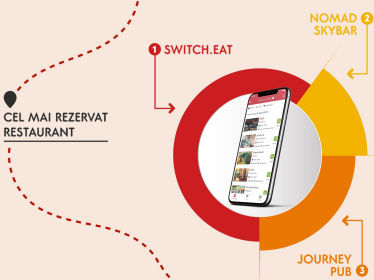 NOMAD 2
SKYBAR
1 SWITCH.EAT
CEL MAI REZERVAT
RESTAURANT
JOURNEY
PUB 3